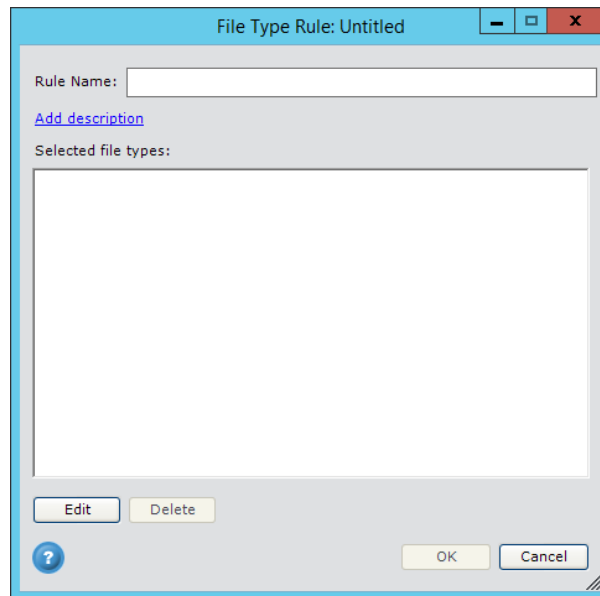 File Type Rule: Untitled
Rule Name:
Add description
Selected file types:
Edit Delete
? OK Cancel